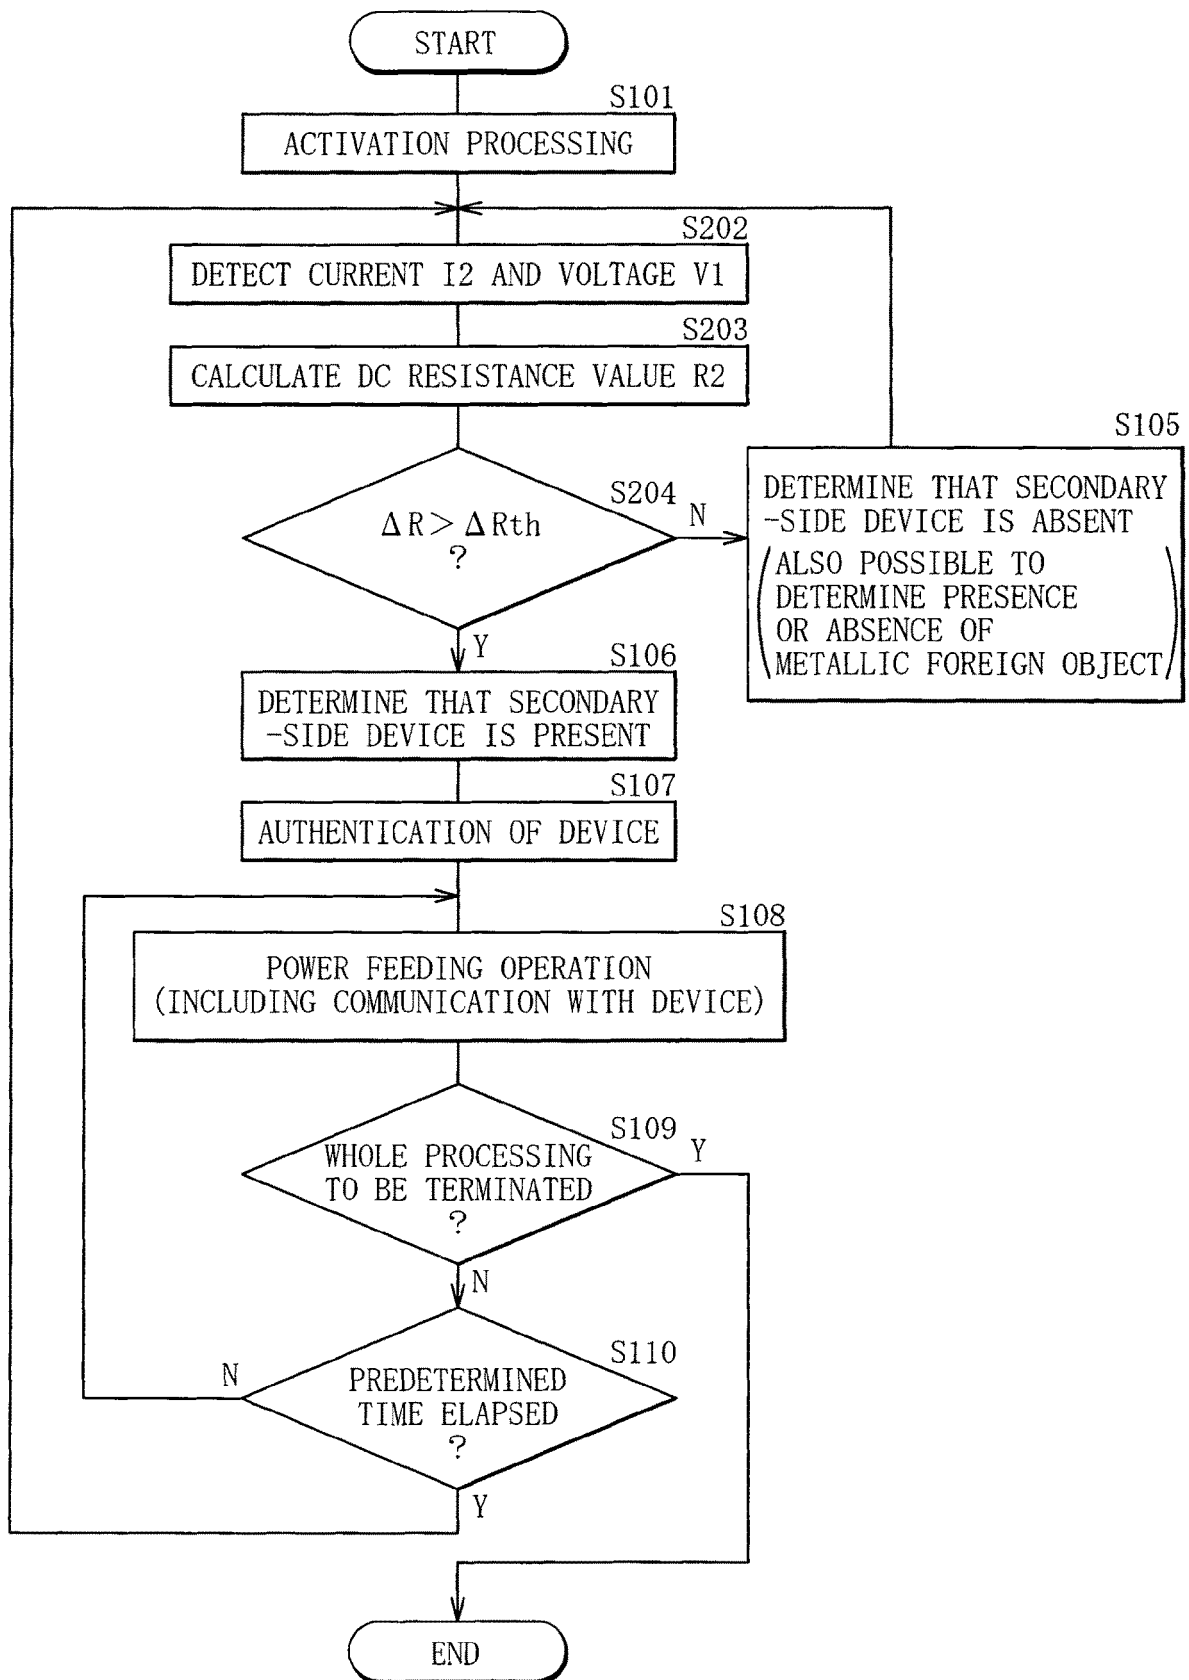 START
S101
ACTIVATION PROCESSING
S202
DETECT CURRENT I2 AND VOLTAGE V1
S203
CALCULATE DC RESISTANCE VALUE R2
S204
ΔR＞ΔRth
?
N
Y
S105
DETERMINE THAT SECONDARY
-SIDE DEVICE IS ABSENT
(ALSO POSSIBLE TO
DETERMINE PRESENCE
OR ABSENCE OF
METALLIC FOREIGN OBJECT)
S106
DETERMINE THAT SECONDARY
-SIDE DEVICE IS PRESENT
S107
AUTHENTICATION OF DEVICE
S108
POWER FEEDING OPERATION
(INCLUDING COMMUNICATION WITH DEVICE)
S109
WHOLE PROCESSING
TO BE TERMINATED
?
Y
N
S110
PREDETERMINED
TIME ELAPSED
?
N
Y
END